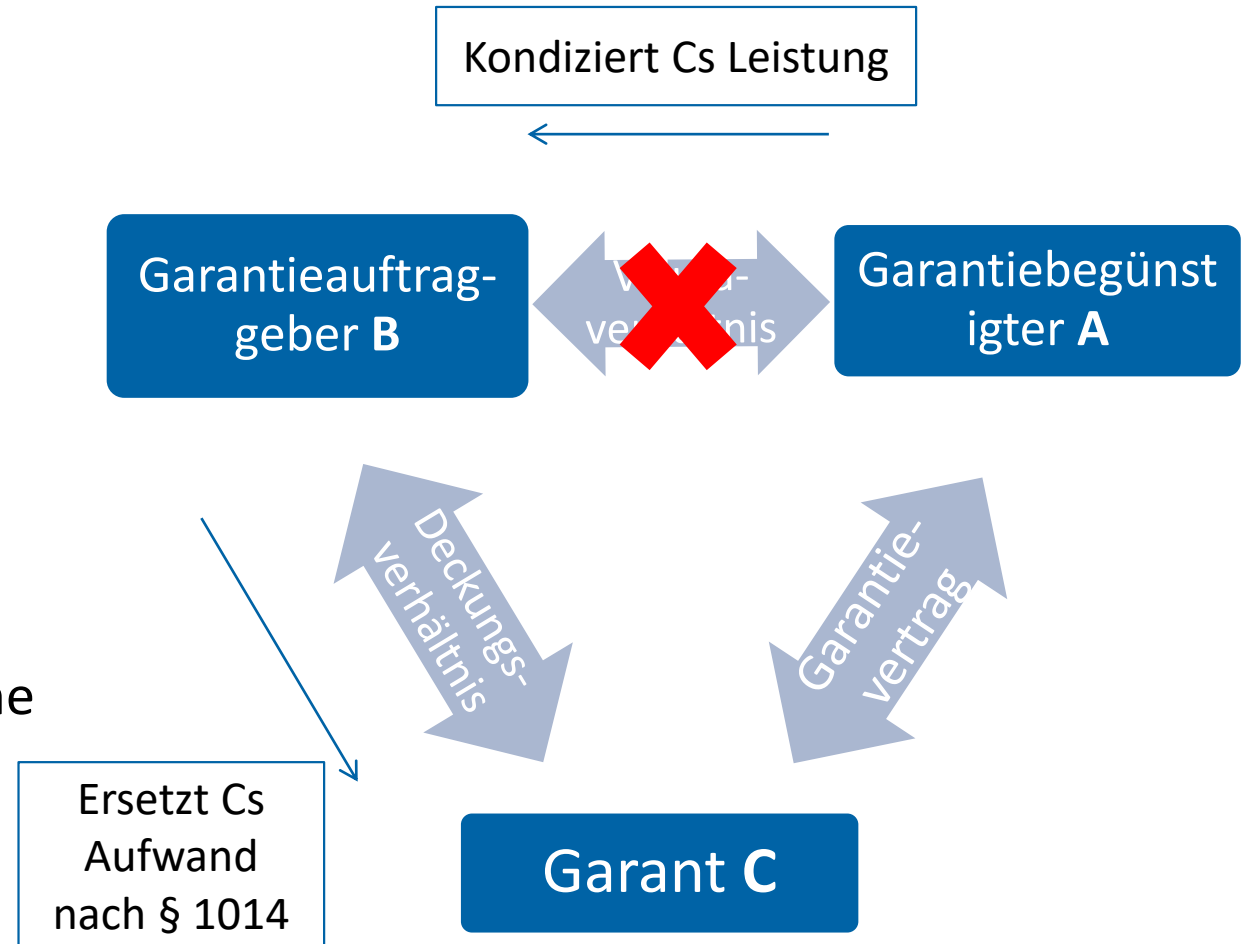 Kondiziert Cs Leistung
Garantieauftrag-
geber B
Garantiebegünst
igter A
Deckungs-
verhältnis
Garantie-
vertrag
Ersetzt Cs
Aufwand
nach § 1014
Garant C